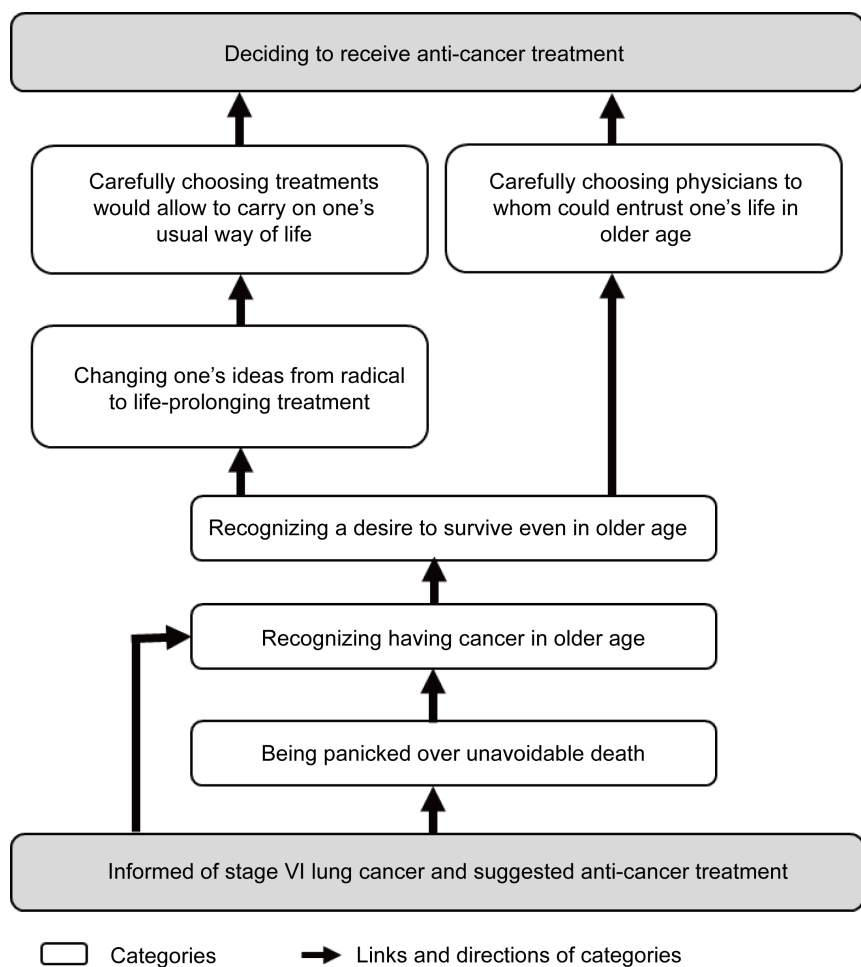 Deciding to receive anti-cancer treatment
Carefully choosing treatments
would allow to carry on one's
usual way of life
Carefully choosing physicians to
whom could entrust one's life in
older age
Changing one's ideas from radical
to life-prolonging treatment
Recognizing a desire to survive even in older age
Recognizing having cancer in older age
Being panicked over unavoidable death
Informed of stage VI lung cancer and suggested anti-cancer treatment
Categories
Links and directions of categories